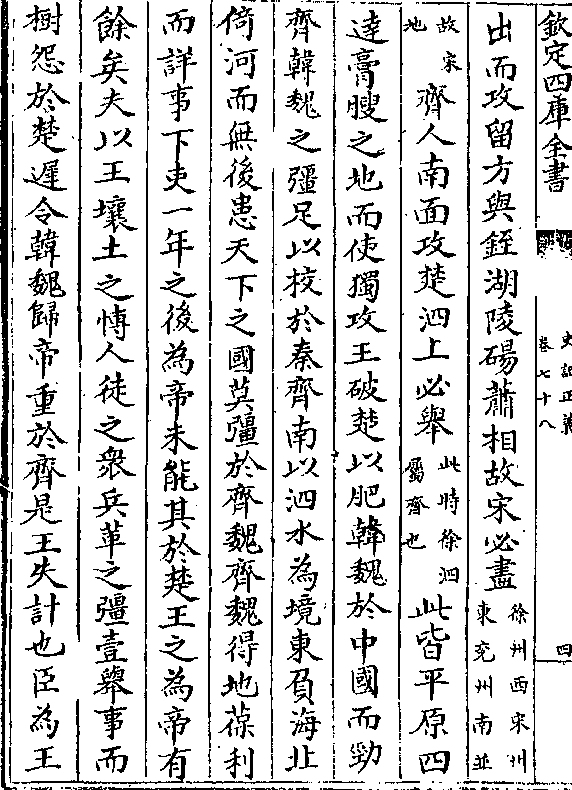 欽定四庫全書
史記正義
卷七十八
四
出而攻留方與銍湖陵碭蕭相故宋必盡徐州西宋州東兖州南並
故宋地齊人南面攻楚泗上必舉此時徐泗屬齊也此皆平原四
達膏腴之地而使獨攻王破楚以肥韓魏於中國而勁
齊韓魏之彊足以校於秦齊南以泗水為境東負海北
倚河而無後患天下之國莫彊於齊魏齊魏得地葆利
而詳事下吏一年之後為帝未能其於楚王之為帝有
餘矣夫以王壤土之博人徒之衆兵革之彊壹舉事而
樹怨於楚遲令韓魏歸帝重於齊是王失計也臣為王